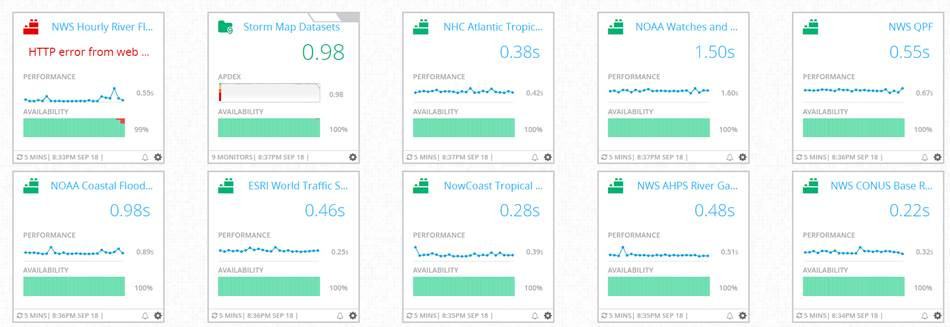 NWS Hourly River Fl...
HTTP error from web ...
PERFORMANCE
0.55s
AVAILABILITY
99%
5 MINS| 8:33PM SEP 18 |
Storm Map Datasets
0.98
APDEX
0.98
AVAILABILITY
100%
9 MONITORS| 8:37PM SEP 18 |
NHC Atlantic Tropic...
0.38s
PERFORMANCE
0.42s
AVAILABILITY
100%
5 MINS| 8:37PM SEP 18 |
NOAA Watches and ...
1.50s
PERFORMANCE
1.60s
AVAILABILITY
100%
5 MINS| 8:37PM SEP 18 |
NWS QPF
0.55s
PERFORMANCE
0.67s
AVAILABILITY
100%
5 MINS| 8:36PM SEP 18 |
NOAA Coastal Flood...
0.98s
PERFORMANCE
0.89s
AVAILABILITY
100%
5 MINS| 8:36PM SEP 18 |
ESRI World Traffic S...
0.46s
PERFORMANCE
0.25s
AVAILABILITY
100%
5 MINS| 8:36PM SEP 18 |
NowCoast Tropical ...
0.28s
PERFORMANCE
0.39s
AVAILABILITY
100%
5 MINS| 8:35PM SEP 18 |
NWS AHPS River Ga...
0.48s
PERFORMANCE
0.51s
AVAILABILITY
100%
5 MINS| 8:35PM SEP 18 |
NWS CONUS Base R...
0.22s
PERFORMANCE
0.32s
AVAILABILITY
100%
5 MINS| 8:34PM SEP 18 |